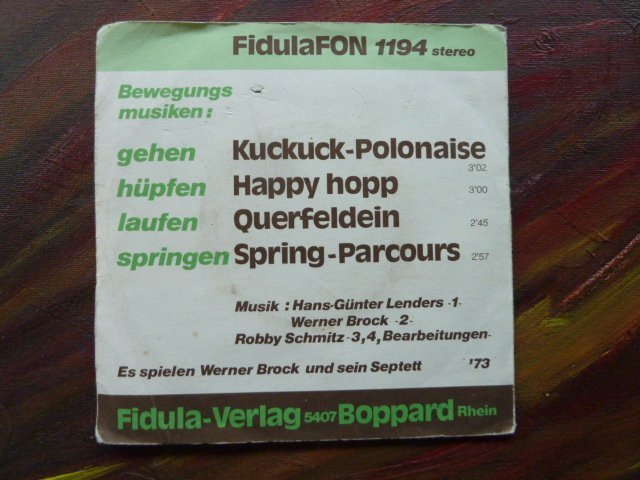 FidulaFON 1194 stereo
Bewegungs
musiken:
gehen Kuckuck-Polonaise 3'02
hüpfen Happy hopp 3'00
laufen Querfeldein 2'45
springen Spring-Parcours 2'57
Musik : Hans-Günter Lenders -1-
Werner Brock -2-
Robby Schmitz -3,4, Bearbeitungen-
Es spielen Werner Brock und sein Septett '73
Fidula-Verlag 5407 Boppard Rhein